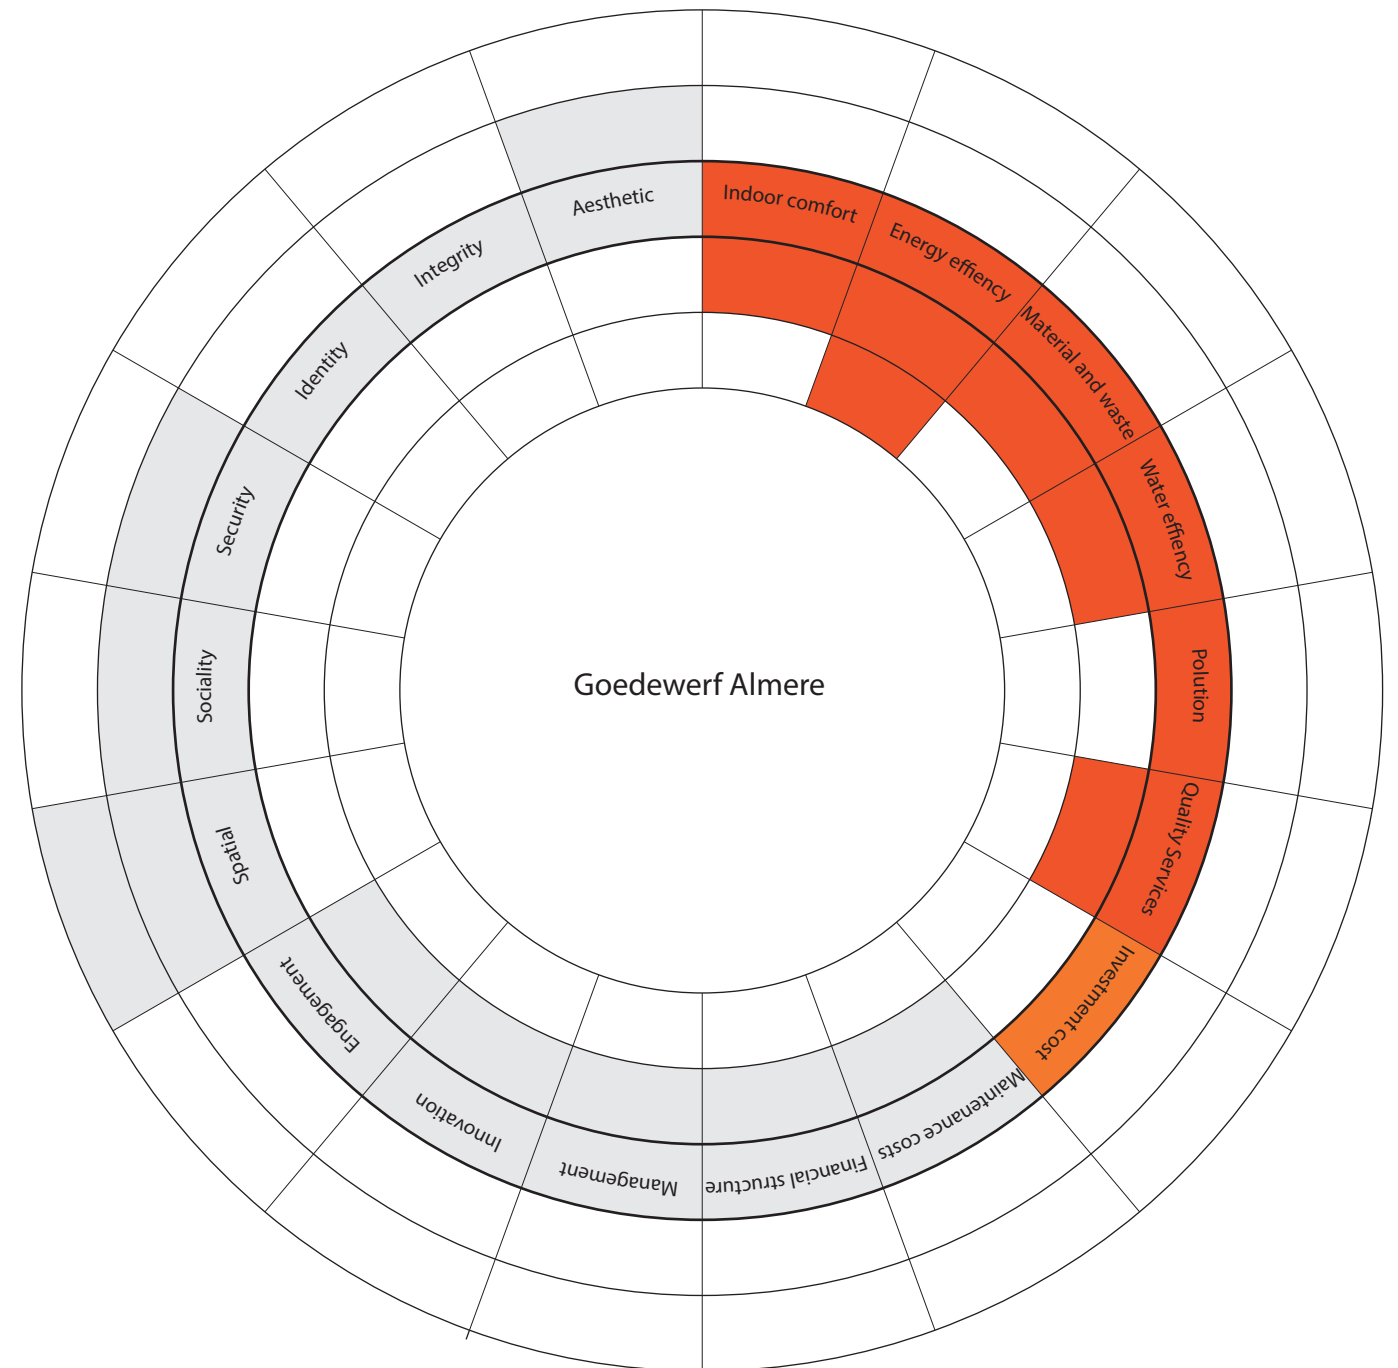 Indoor comfort
Energy effiency
Material and waste
Water effiency
Polution
Quality Services
Investment cost
Maintenance costs
Financial structure
Management
Innovation
Engagement
Spatial
Sociality
Security
Identity
Integrity
Aesthetic
Goedewerf Almere